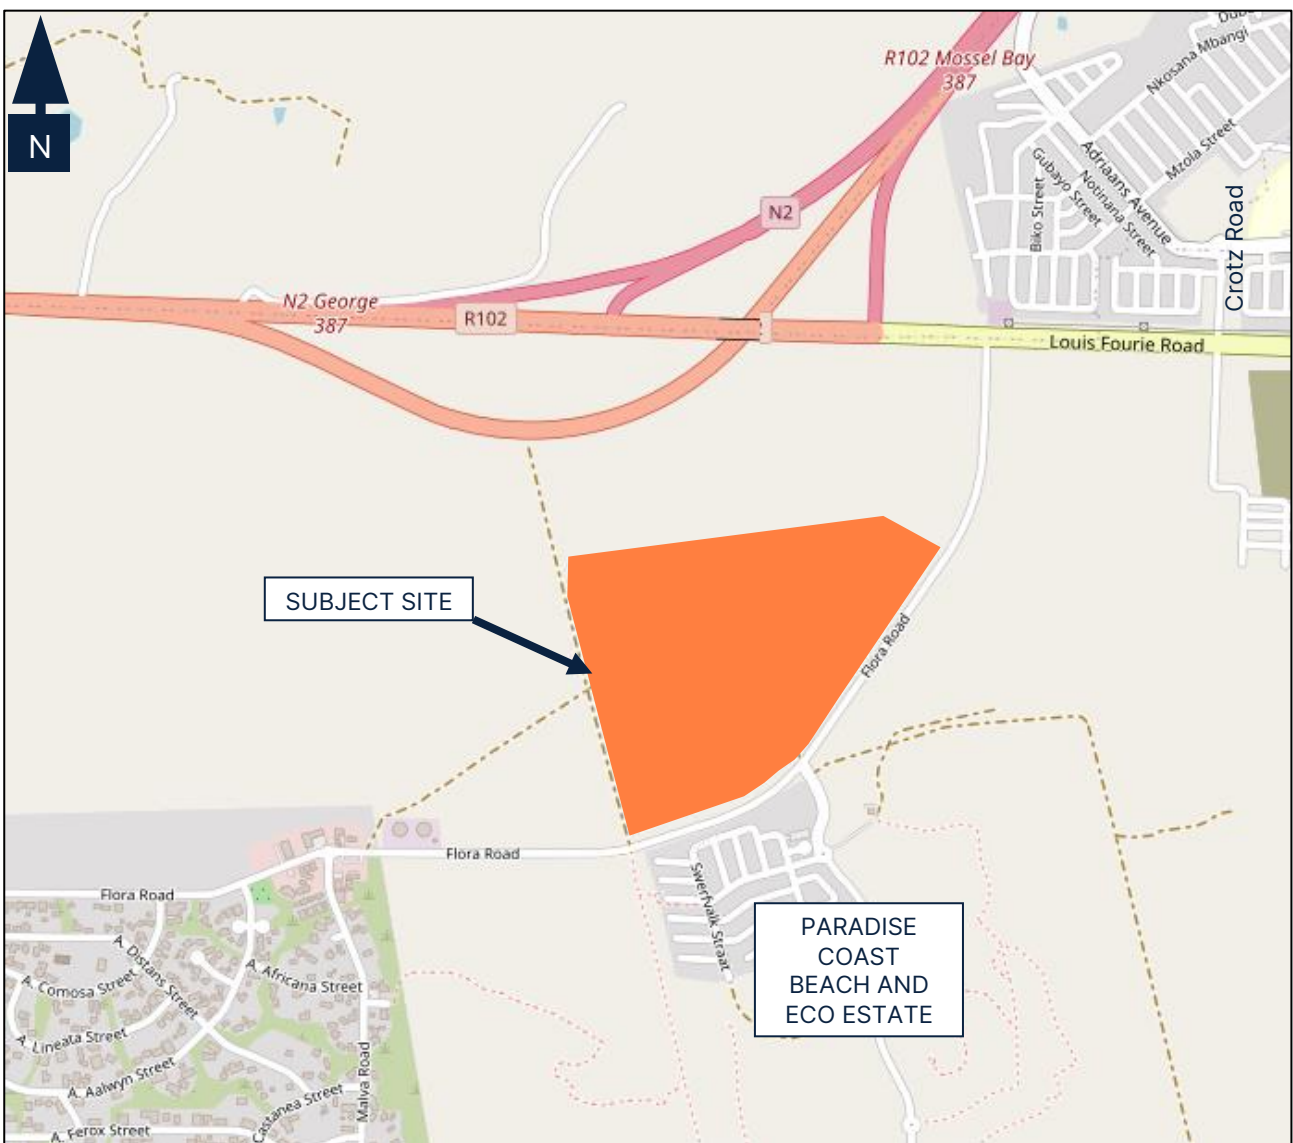 Dub
Nkosana Mbangi
R102 Mossel Bay
387
N
Mzola Street
Adriaans Avenue
Gubayo Street
Notinana Street
Biko Street
Crotz Road
N2
N2 George
387
R102
Louis Fourie Road
SUBJECT SITE
Flora Road
Flora Road
Flora Road
Swerfvalk Straat
PARADISE
COAST
BEACH AND
ECO ESTATE
A. Distans Street
A. Africana Street
A. Comosa Street
A. Lineata Street
A. Aalwyn Street
Malva Road
Castanea Street
A. Ferox Street